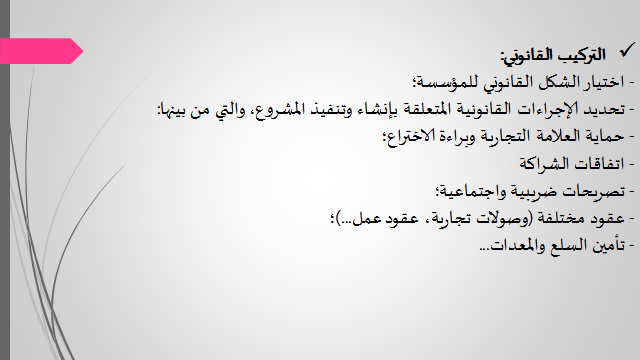 ✓ التركيب القانوني:
- اختيار الشكل القانوني للمؤسسة؛
- تحديد الإجراءات القانونية المتعلقة بإنشاء وتنفيذ المشروع، والتي من بينها:
- حماية العلامة التجارية وبراءة الاختراع؛
- اتفاقات الشراكة
- تصريحات ضريبية واجتماعية؛
- عقود مختلفة (وصولات تجارية، عقود عمل...)؛
- تأمين السلع والمعدات...